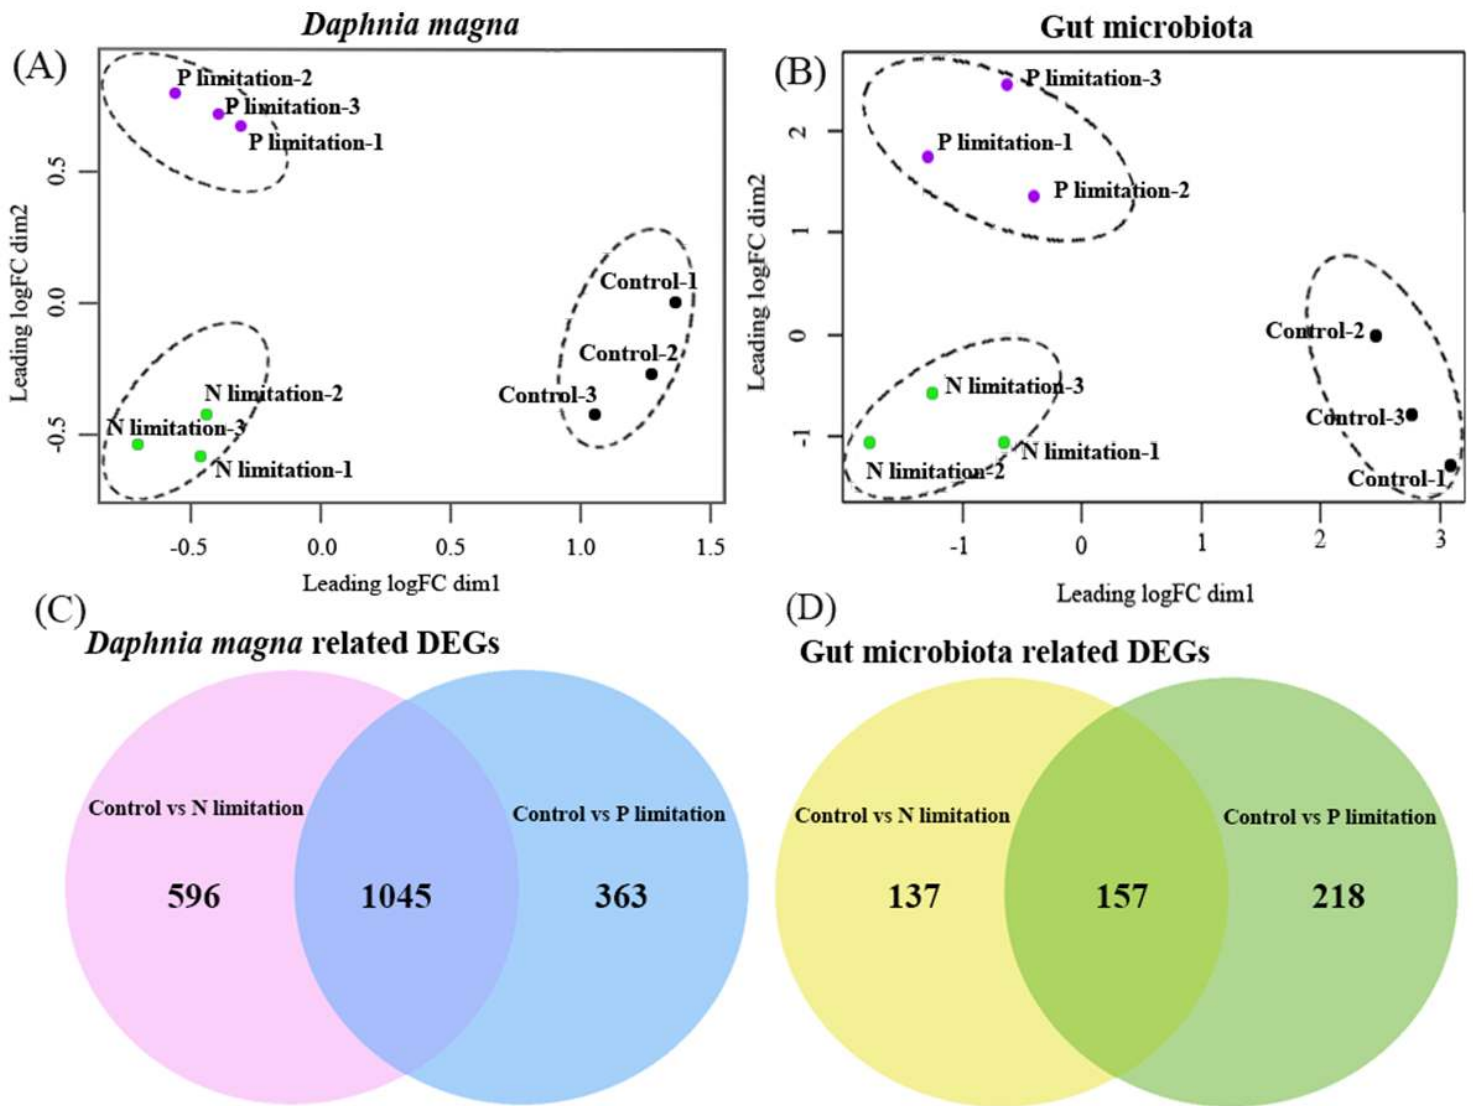 Daphnia magna
Gut microbiota
(A)
P limitation-2
P limitation-3
P limitation-1
Control-1
Control-2
Control-3
N limitation-2
N limitation-3
N limitation-1
0.5
0.0
-0.5
Leading logFC dim2
-0.5
0.0
0.5
1.0
1.5
Leading logFC dim1
(B)
P limitation-3
P limitation-1
P limitation-2
Control-2
Control-3
Control-1
N limitation-3
N limitation-1
N limitation-2
2
1
0
-1
Leading logFC dim2
-1
0
1
2
3
Leading logFC dim1
(C)
Daphnia magna related DEGs
Control vs N limitation
Control vs P limitation
596
1045
363
(D)
Gut microbiota related DEGs
Control vs N limitation
Control vs P limitation
137
157
218